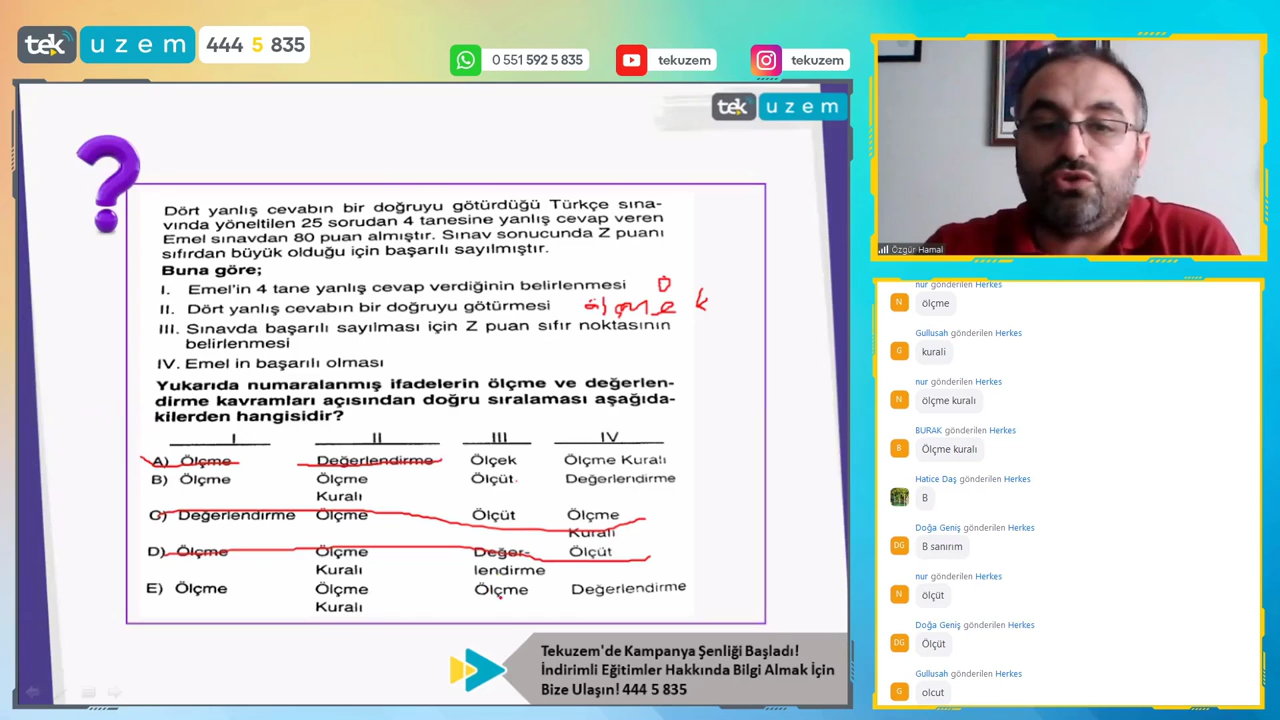 tek uzem 444 5 835
0 551 592 5 835 tekuzem tekuzem
tek uzem
Dört yanlış cevabın bir doğruyu götürdüğü Türkçe sına-
vında yöneltilen 25 sorudan 4 tanesine yanlış cevap veren
Emel sınavdan 80 puan almıştır. Sınav sonucunda Z puanı
sıfırdan büyük olduğu için başarılı sayılmıştır.
Buna göre;
I. Emel'in 4 tane yanlış cevap verdiğinin belirlenmesi
Ö
II. Dört yanlış cevabın bir doğruyu götürmesi ölçme k
III. Sınavda başarılı sayılması için Z puan sıfır noktasının
belirlenmesi
IV. Emel in başarılı olması
Yukarıda numaralanmış ifadelerin ölçme ve değerlen-
dirme kavramları açısından doğru sıralaması aşağıda-
kilerden hangisidir?
I II III IV
A) Ölçme Değerlendirme Ölçek Ölçme Kuralı
B) Ölçme Ölçme Ölçüt Değerlendirme
Kuralı
C) Değerlendirme Ölçme Ölçüt Ölçme
Kuralı Kuralı
D) Ölçme Ölçme Değer- Ölçüt
Kuralı lendirme
E) Ölçme Ölçme Ölçme Değerlendirme
Kuralı
Tekuzem'de Kampanya Şenliği Başladı!
İndirimli Eğitimler Hakkında Bilgi Almak İçin
Bize Ulaşın! 444 5 835
Özgür Hamal
nur gönderilen Herkes
N ölçme
Gullusah gönderilen Herkes
G kurali
nur gönderilen Herkes
N ölçme kuralı
BURAK gönderilen Herkes
B Ölçme kuralı
Hatice Daş gönderilen Herkes
B
Doğa Geniş gönderilen Herkes
DG B sanırım
nur gönderilen Herkes
N ölçüt
Doğa Geniş gönderilen Herkes
DG Ölçüt
Gullusah gönderilen Herkes
G olcut